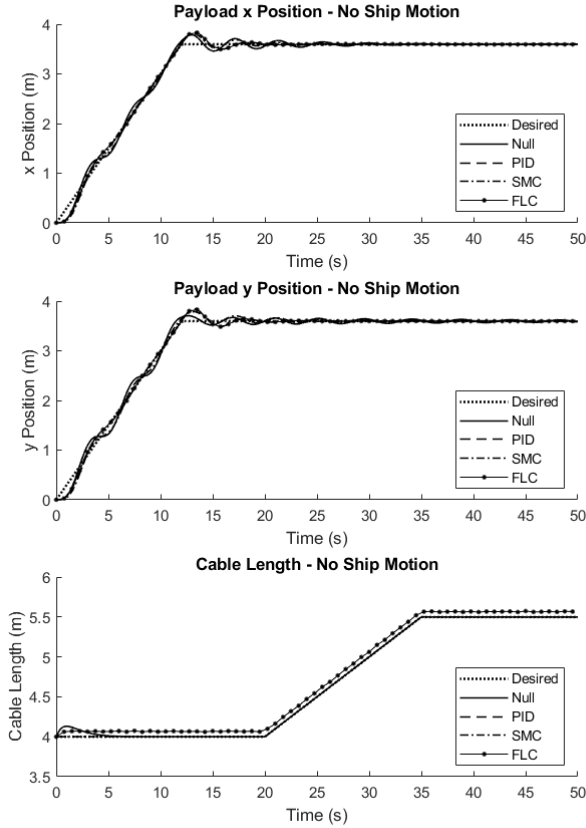 Payload x Position - No Ship Motion
4
3
2
1
0
x Position (m)
Desired
Null
PID
SMC
FLC
0 5 10 15 20 25 30 35 40 45 50
Time (s)
Payload y Position - No Ship Motion
4
3
2
1
0
y Position (m)
Desired
Null
PID
SMC
FLC
0 5 10 15 20 25 30 35 40 45 50
Time (s)
Cable Length - No Ship Motion
6
5.5
5
4.5
4
3.5
Cable Length (m)
Desired
Null
PID
SMC
FLC
0 5 10 15 20 25 30 35 40 45 50
Time (s)